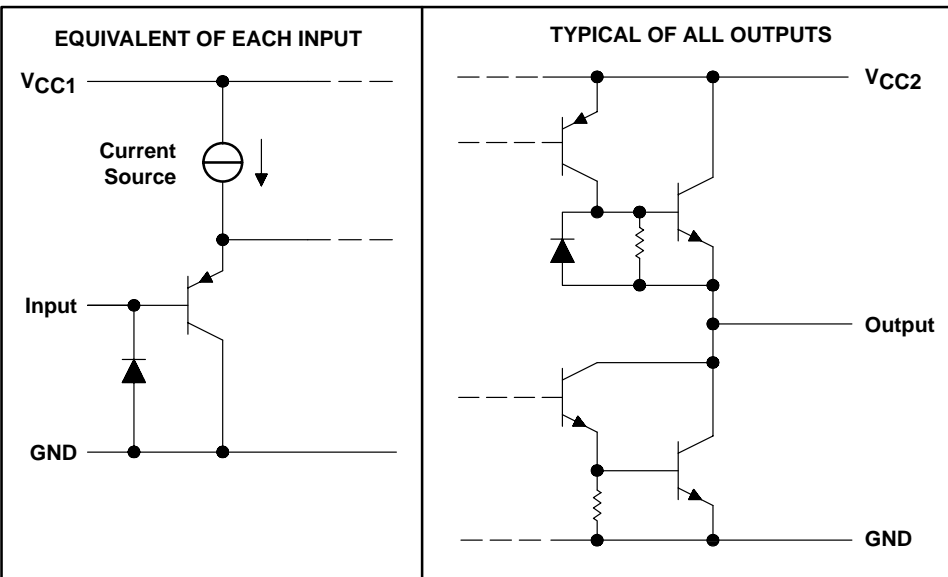 EQUIVALENT OF EACH INPUT
VCC1
Current
Source
Input
GND
TYPICAL OF ALL OUTPUTS
VCC2
Output
GND